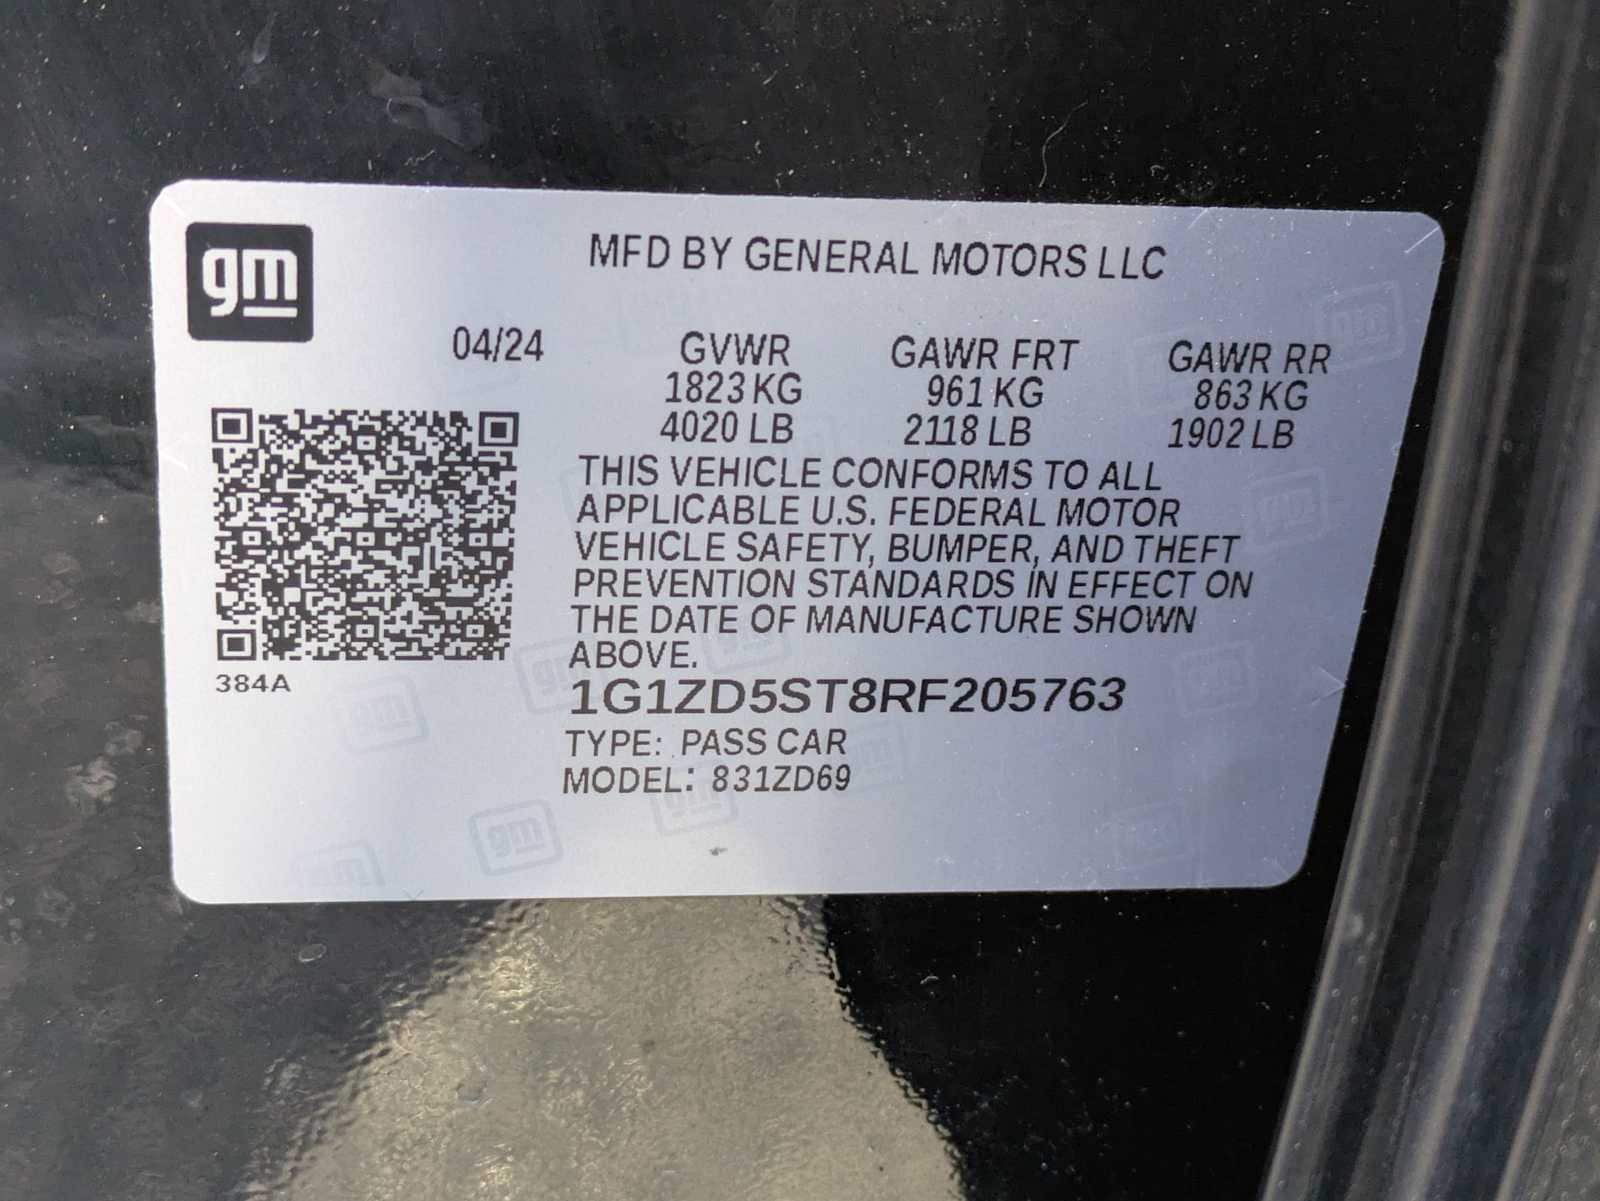 gm
MFD BY GENERAL MOTORS LLC
04/24
GVWR GAWR FRT GAWR RR
1823 KG 961 KG 863 KG
4020 LB 2118 LB 1902 LB
THIS VEHICLE CONFORMS TO ALL
APPLICABLE U.S. FEDERAL MOTOR
VEHICLE SAFETY, BUMPER, AND THEFT
PREVENTION STANDARDS IN EFFECT ON
THE DATE OF MANUFACTURE SHOWN
ABOVE.
384A
1G1ZD5ST8RF205763
TYPE: PASS CAR
MODEL: 831ZD69